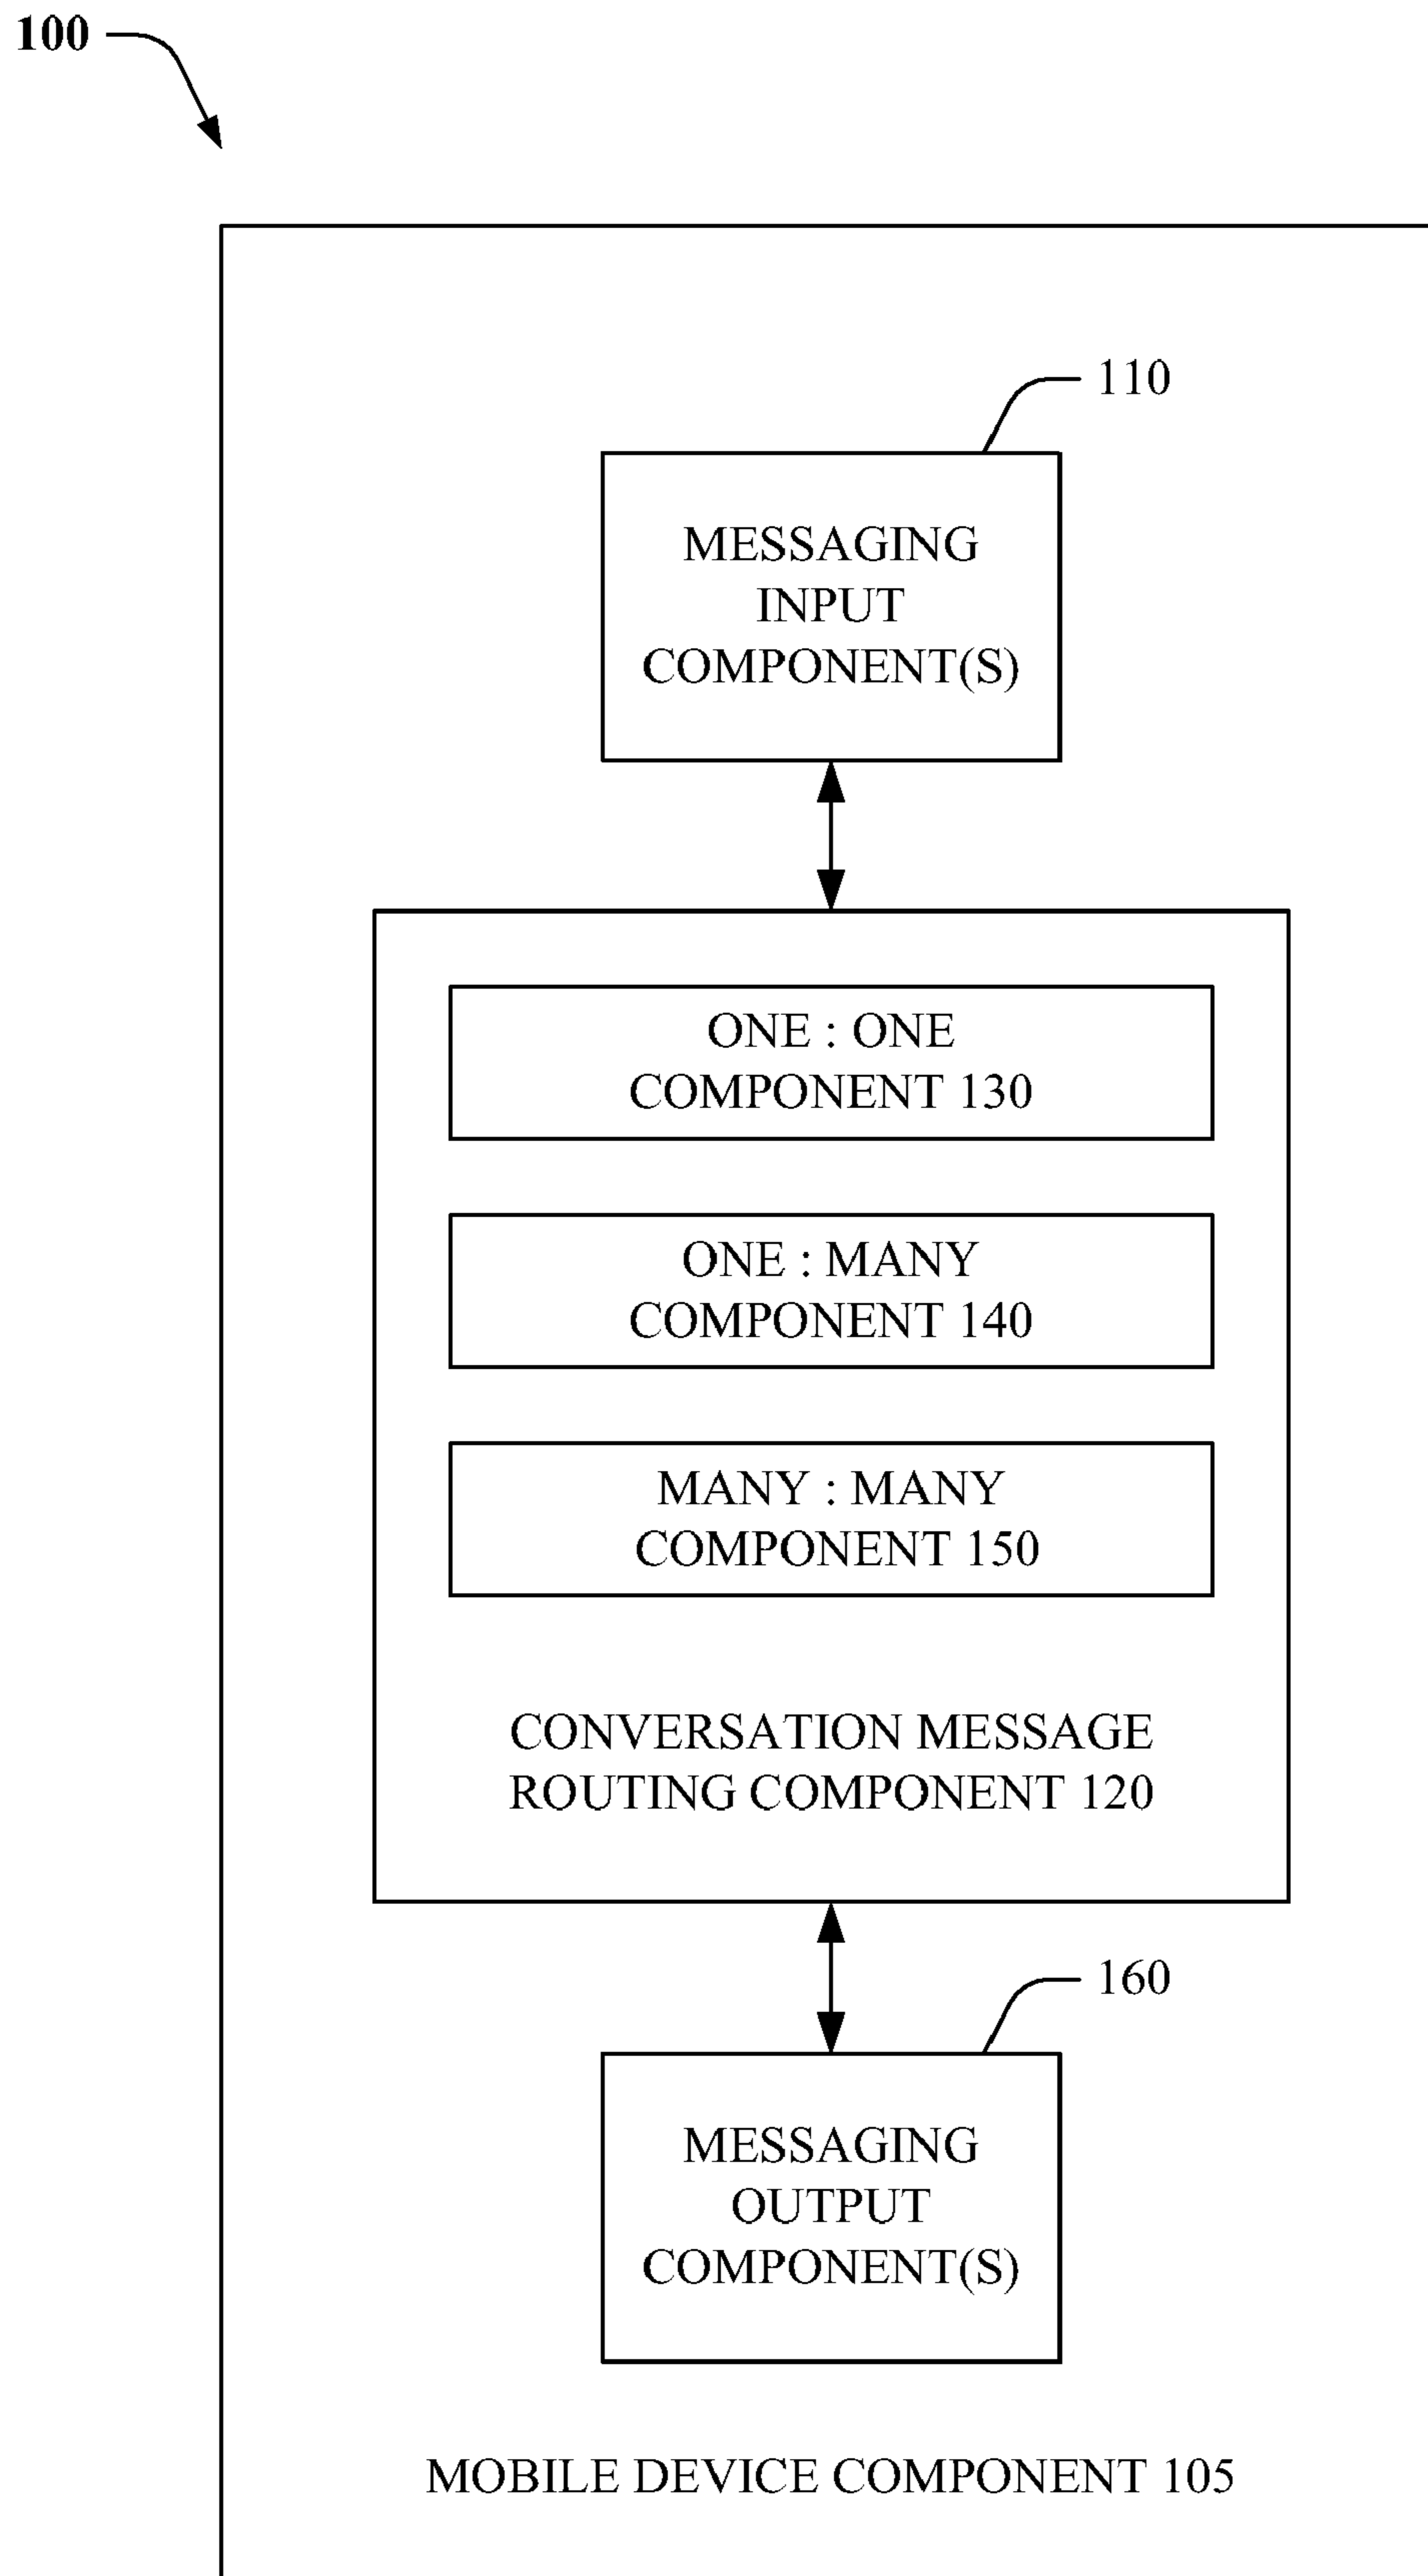 100
110
MESSAGING
INPUT
COMPONENT(S)
ONE : ONE
COMPONENT 130
ONE : MANY
COMPONENT 140
MANY : MANY
COMPONENT 150
CONVERSATION MESSAGE
ROUTING COMPONENT 120
160
MESSAGING
OUTPUT
COMPONENT(S)
MOBILE DEVICE COMPONENT 105